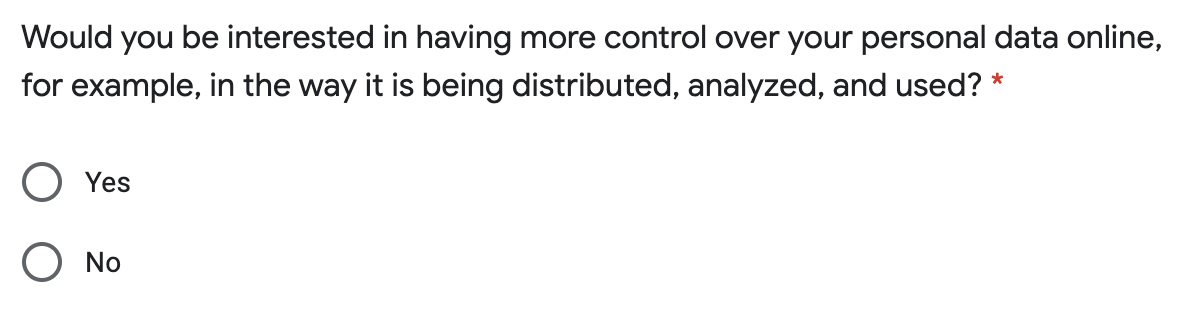 Would you be interested in having more control over your personal data online,
for example, in the way it is being distributed, analyzed, and used? *
Yes
No